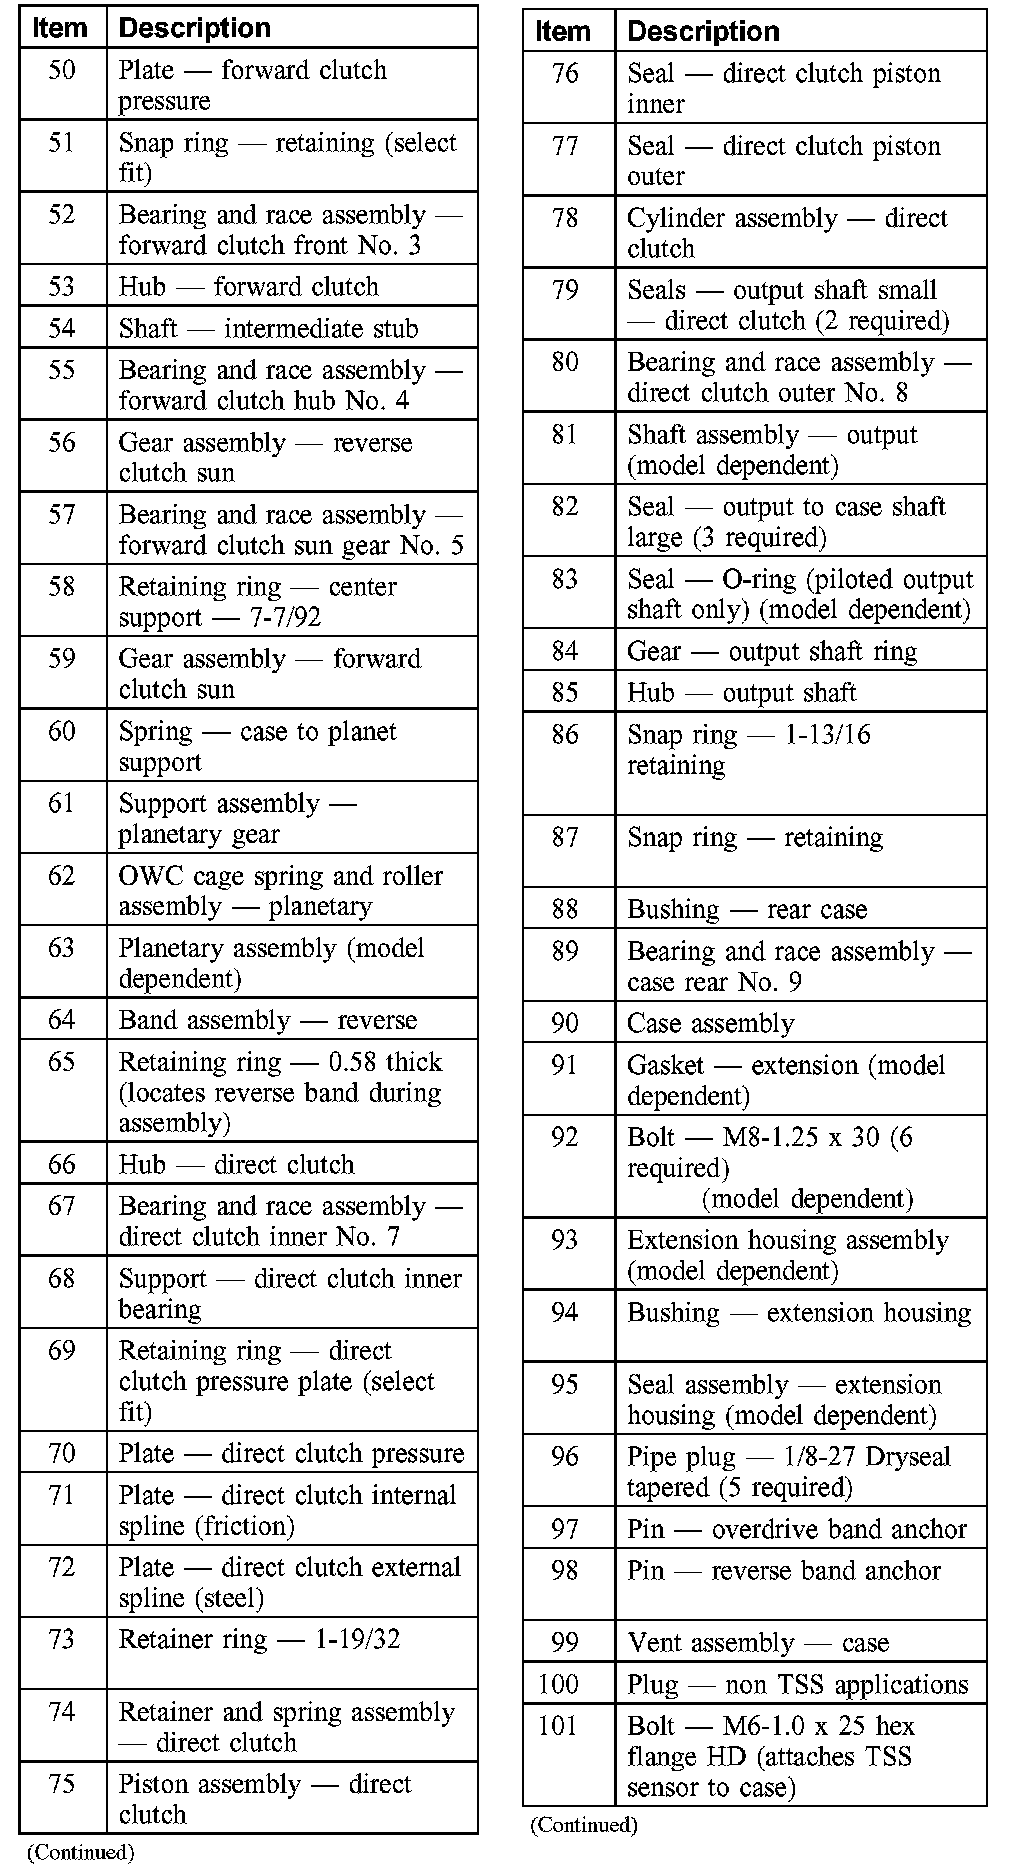 Item Description
50 Plate — forward clutch
pressure
51 Snap ring — retaining (select
fit)
52 Bearing and race assembly —
forward clutch front No. 3
53 Hub — forward clutch
54 Shaft — intermediate stub
55 Bearing and race assembly —
forward clutch hub No. 4
56 Gear assembly — reverse
clutch sun
57 Bearing and race assembly —
forward clutch sun gear No. 5
58 Retaining ring — center
support — 7-7/92
59 Gear assembly — forward
clutch sun
60 Spring — case to planet
support
61 Support assembly —
planetary gear
62 OWC cage spring and roller
assembly — planetary
63 Planetary assembly (model
dependent)
64 Band assembly — reverse
65 Retaining ring — 0.58 thick
(locates reverse band during
assembly)
66 Hub — direct clutch
67 Bearing and race assembly —
direct clutch inner No. 7
68 Support — direct clutch inner
bearing
69 Retaining ring — direct
clutch pressure plate (select
fit)
70 Plate — direct clutch pressure
71 Plate — direct clutch internal
spline (friction)
72 Plate — direct clutch external
spline (steel)
73 Retainer ring — 1-19/32
74 Retainer and spring assembly
— direct clutch
75 Piston assembly — direct
clutch
(Continued)
Item Description
76 Seal — direct clutch piston
inner
77 Seal — direct clutch piston
outer
78 Cylinder assembly — direct
clutch
79 Seals — output shaft small
— direct clutch (2 required)
80 Bearing and race assembly —
direct clutch outer No. 8
81 Shaft assembly — output
(model dependent)
82 Seal — output to case shaft
large (3 required)
83 Seal — O-ring (piloted output
shaft only) (model dependent)
84 Gear — output shaft ring
85 Hub — output shaft
86 Snap ring — 1-13/16
retaining
87 Snap ring — retaining
88 Bushing — rear case
89 Bearing and race assembly —
case rear No. 9
90 Case assembly
91 Gasket — extension (model
dependent)
92 Bolt — M8-1.25 x 30 (6
required)
(model dependent)
93 Extension housing assembly
(model dependent)
94 Bushing — extension housing
95 Seal assembly — extension
housing (model dependent)
96 Pipe plug — 1/8-27 Dryseal
tapered (5 required)
97 Pin — overdrive band anchor
98 Pin — reverse band anchor
99 Vent assembly — case
100 Plug — non TSS applications
101 Bolt — M6-1.0 x 25 hex
flange HD (attaches TSS
sensor to case)
(Continued)